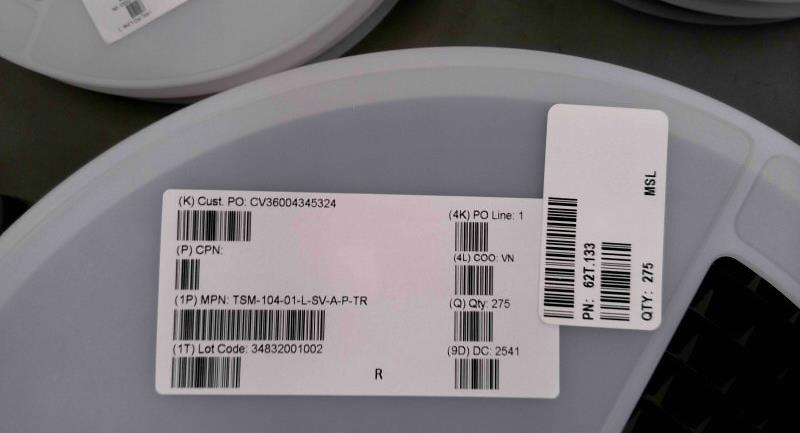 (K) Cust. PO: CV36004345324
(P) CPN:
(1P) MPN: TSM-104-01-L-SV-A-P-TR
(1T) Lot Code: 34832001002
R
(4K) PO Line: 1
(4L) COO: VN
(Q) Qty: 275
(9D) DC: 2541
PN: 62T.133
QTY: 275
MSL